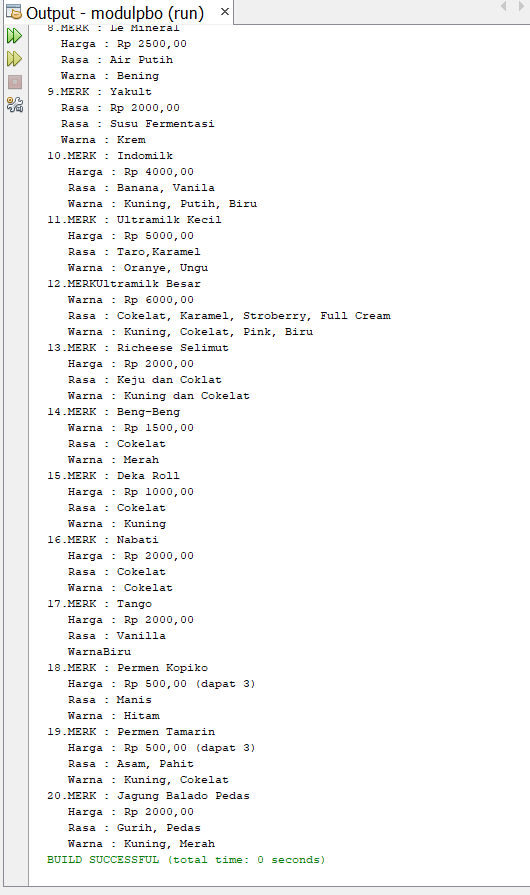 Output - modulpbo (run) ×
8.MERK : Le Mineral
Harga : Rp 2500,00
Rasa : Air Putih
Warna : Bening
9.MERK : Yakult
Rasa : Rp 2000,00
Rasa : Susu Fermentasi
Warna : Krem
10.MERK : Indomilk
Harga : Rp 4000,00
Rasa : Banana, Vanila
Warna : Kuning, Putih, Biru
11.MERK : Ultramilk Kecil
Harga : Rp 5000,00
Rasa : Taro,Karamel
Warna : Oranye, Ungu
12.MERKUltramilk Besar
Warna : Rp 6000,00
Rasa : Cokelat, Karamel, Stroberry, Full Cream
Warna : Kuning, Cokelat, Pink, Biru
13.MERK : Richeese Selimut
Harga : Rp 2000,00
Rasa : Keju dan Coklat
Warna : Kuning dan Cokelat
14.MERK : Beng-Beng
Warna : Rp 1500,00
Rasa : Cokelat
Warna : Merah
15.MERK : Deka Roll
Harga : Rp 1000,00
Rasa : Cokelat
Warna : Kuning
16.MERK : Nabati
Harga : Rp 2000,00
Rasa : Cokelat
Warna : Cokelat
17.MERK : Tango
Harga : Rp 2000,00
Rasa : Vanilla
WarnaBiru
18.MERK : Permen Kopiko
Harga : Rp 500,00 (dapat 3)
Rasa : Manis
Warna : Hitam
19.MERK : Permen Tamarin
Harga : Rp 500,00 (dapat 3)
Rasa : Asam, Pahit
Warna : Kuning, Cokelat
20.MERK : Jagung Balado Pedas
Harga : Rp 2000,00
Rasa : Gurih, Pedas
Warna : Kuning, Merah
BUILD SUCCESSFUL (total time: 0 seconds)